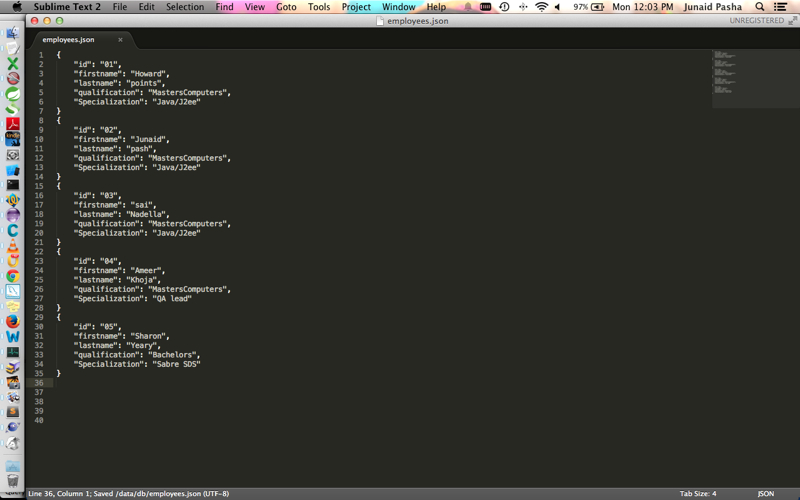 Sublime Text 2 File Edit Selection Find View Goto Tools Project Window Help 97% Mon 12:03 PM Junaid Pasha
employees.json
UNREGISTERED
employees.json ×
1 {
2 "id": "01",
3 "firstname": "Howard",
4 "lastname": "points",
5 "qualification": "MastersComputers",
6 "Specialization": "Java/J2ee"
7 }
8 {
9 "id": "02",
10 "firstname": "Junaid",
11 "lastname": "pash",
12 "qualification": "MastersComputers",
13 "Specialization": "Java/J2ee"
14 }
15 {
16 "id": "03",
17 "firstname": "sai",
18 "lastname": "Nadella",
19 "qualification": "MastersComputers",
20 "Specialization": "Java/J2ee"
21 }
22 {
23 "id": "04",
24 "firstname": "Ameer",
25 "lastname": "Khoja",
26 "qualification": "MastersComputers",
27 "Specialization": "QA lead"
28 }
29 {
30 "id": "05",
31 "firstname": "Sharon",
32 "lastname": "Yeary",
33 "qualification": "Bachelors",
34 "Specialization": "Sabre SDS"
35 }
36
37
38
39
40
Line 36, Column 1; Saved /data/db/employees.json (UTF-8) Tab Size: 4 JSON